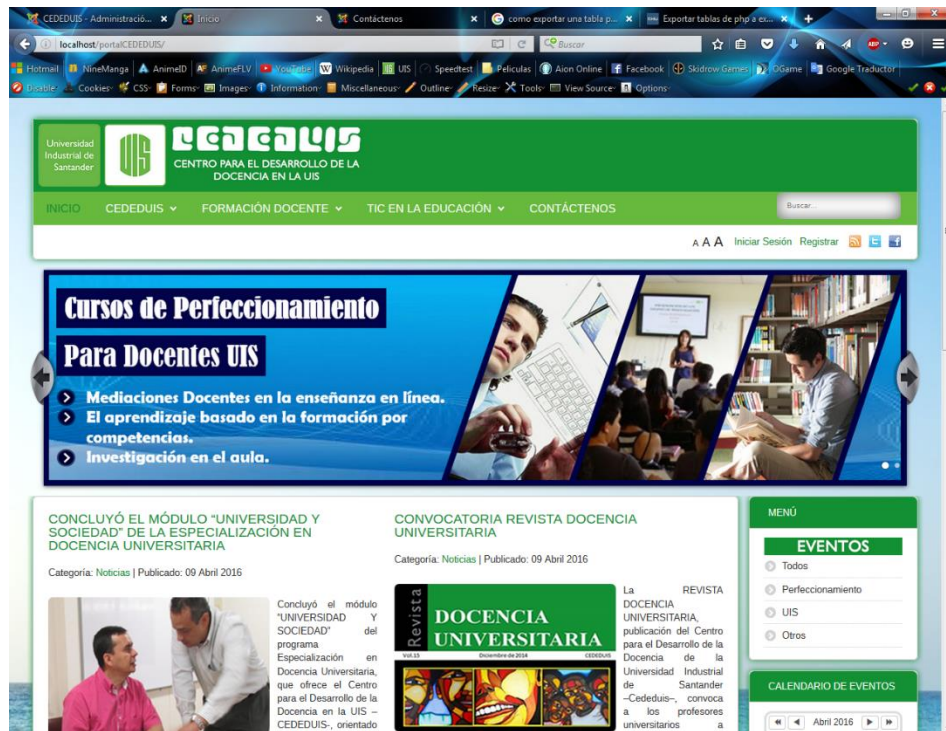 CEDEDUIS - Administració...
Inicio
Contáctenos
como exportar una tabla p...
Exportar tablas de php a ex...
localhost/portalCEDEDUIS/
Buscar
ABP
Hotmail NineManga AnimeID AnimeFLV YouTube Wikipedia UIS Speedtest Peliculas Aion Online Facebook Skidrow Games OGame Google Traductor
Disable Cookies CSS Forms Images Information Miscellaneous Outline Resize Tools View Source Options
Universidad
Industrial de
Santander
CEDEDUIS
CENTRO PARA EL DESARROLLO DE LA
DOCENCIA EN LA UIS
INICIO CEDEDUIS FORMACIÓN DOCENTE TIC EN LA EDUCACIÓN CONTÁCTENOS
Buscar...
A A A Iniciar Sesión Registrar
Cursos de Perfeccionamiento
Para Docentes UIS
Mediaciones Docentes en la enseñanza en línea.
El aprendizaje basado en la formación por
competencias.
Investigación en el aula.
CONCLUYÓ EL MÓDULO "UNIVERSIDAD Y
SOCIEDAD" DE LA ESPECIALIZACIÓN EN
DOCENCIA UNIVERSITARIA
Categoría: Noticias | Publicado: 09 Abril 2016
Concluyó el módulo
"UNIVERSIDAD Y
SOCIEDAD" del
programa
Especialización en
Docencia Universitaria,
que ofrece el Centro
para el Desarrollo de la
Docencia en la UIS –
CEDEDUIS-, orientado
CONVOCATORIA REVISTA DOCENCIA
UNIVERSITARIA
Categoría: Noticias | Publicado: 09 Abril 2016
Revista
DOCENCIA
UNIVERSITARIA
Vol.15 Diciembre de 2014 CEDEDUIS
La REVISTA
DOCENCIA
UNIVERSITARIA,
publicación del Centro
para el Desarrollo de la
Docencia de la
Universidad Industrial
de Santander
–Cededuis–, convoca
a los profesores
universitarios a
MENÚ
EVENTOS
Todos
Perfeccionamiento
UIS
Otros
CALENDARIO DE EVENTOS
Abril 2016